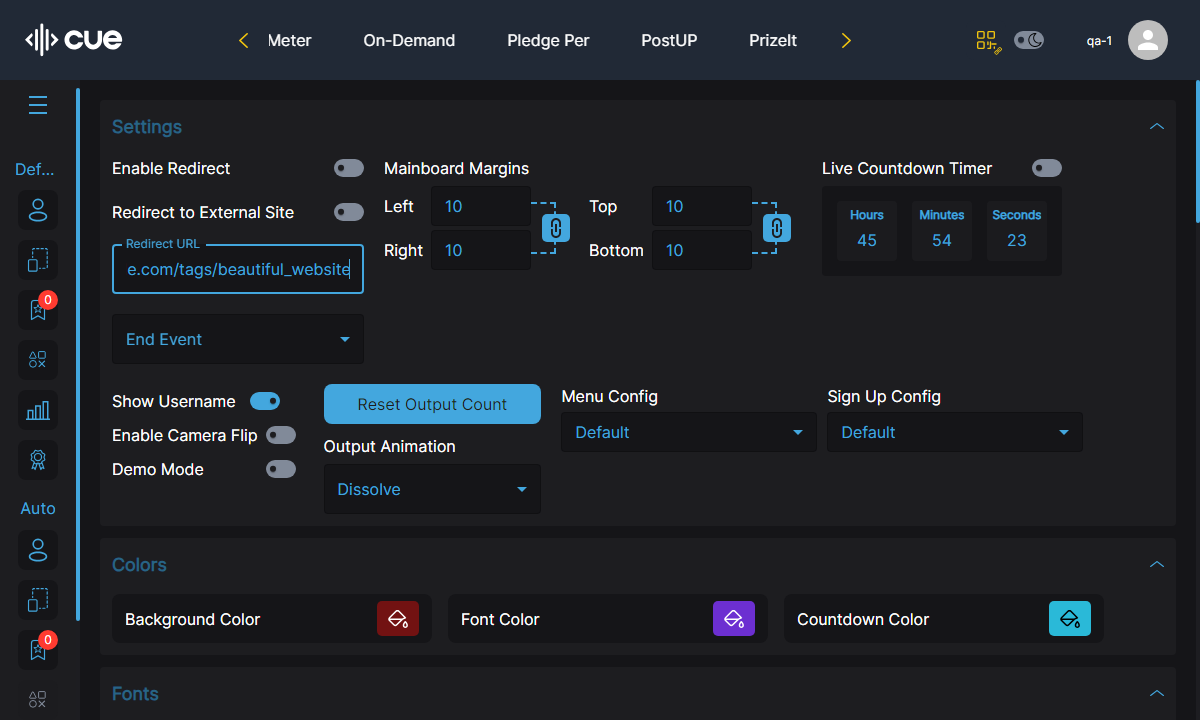 cue
Meter
On-Demand
Pledge Per
PostUP
PrizeIt
qa-1
Def...
0
Auto
0
Settings
Enable Redirect
Redirect to External Site
Redirect URL
e.com/tags/beautiful_website
End Event
Mainboard Margins
Left
10
Right
10
Top
10
Bottom
10
Live Countdown Timer
Hours
Minutes
Seconds
45
54
23
Show Username
Enable Camera Flip
Demo Mode
Reset Output Count
Output Animation
Dissolve
Menu Config
Default
Sign Up Config
Default
Colors
Background Color
Font Color
Countdown Color
Fonts